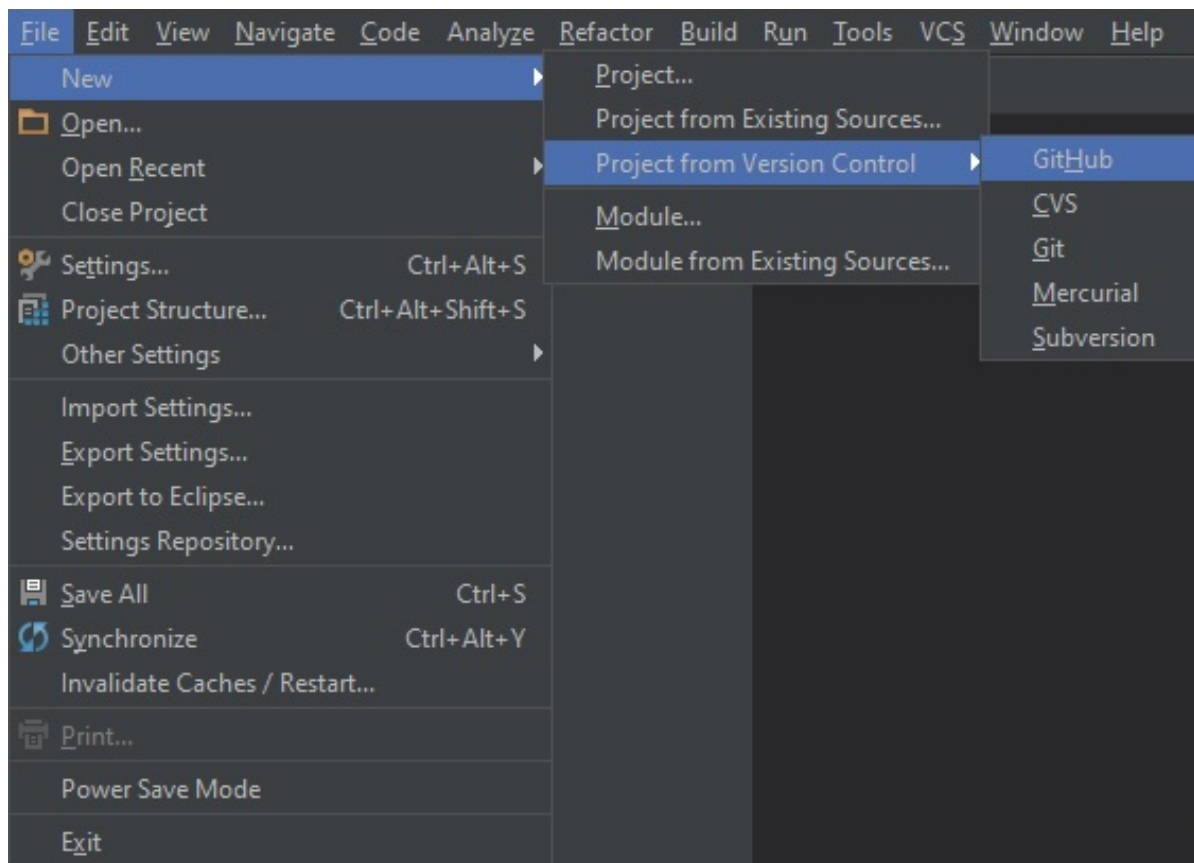 File Edit View Navigate Code Analyze Refactor Build Run Tools VCS Window Help
New
Open...
Open Recent
Close Project
Settings... Ctrl+Alt+S
Project Structure... Ctrl+Alt+Shift+S
Other Settings
Import Settings...
Export Settings...
Export to Eclipse...
Settings Repository...
Save All Ctrl+S
Synchronize Ctrl+Alt+Y
Invalidate Caches / Restart...
Print...
Power Save Mode
Exit
Project...
Project from Existing Sources...
Project from Version Control
Module...
Module from Existing Sources...
GitHub
CVS
Git
Mercurial
Subversion